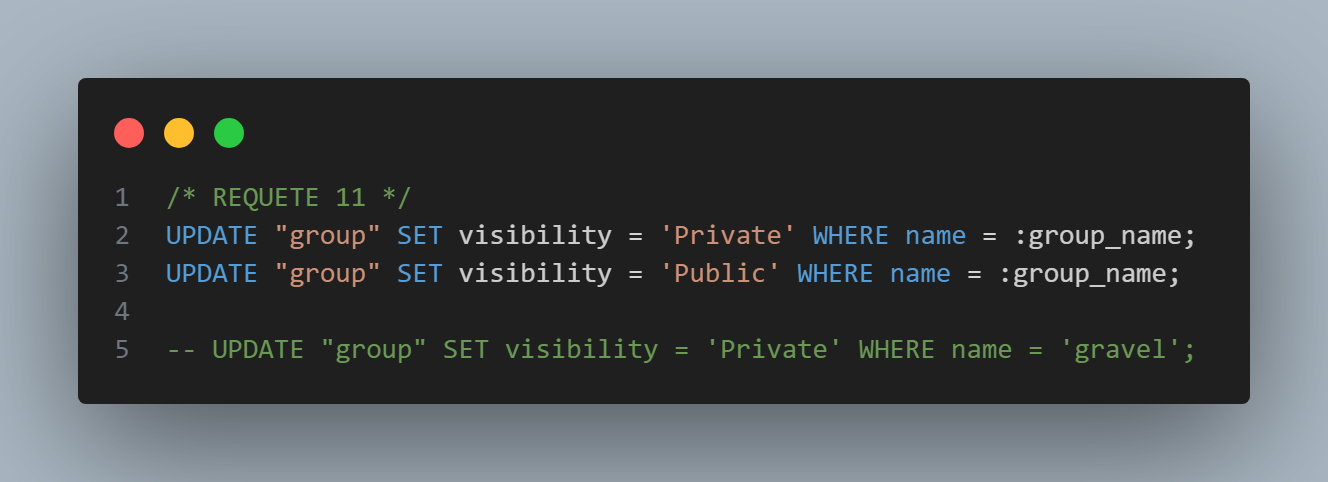 1 /* REQUETE 11 */
2 UPDATE "group" SET visibility = 'Private' WHERE name = :group_name;
3 UPDATE "group" SET visibility = 'Public' WHERE name = :group_name;
4
5 -- UPDATE "group" SET visibility = 'Private' WHERE name = 'gravel';